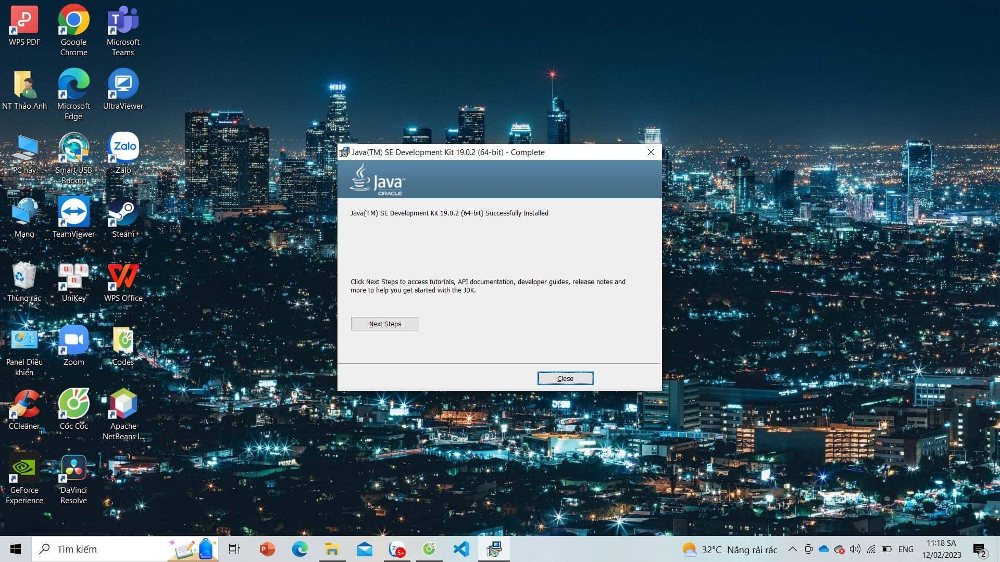 WPS PDF
Google
Chrome
Microsoft
Teams
NT Thảo Anh
Microsoft
Edge
UltraViewer
PC này
Smart USB
Backup
Zalo
Zalo
Mạng
TeamViewer
Steam
Thùng rác
u i
n
UniKey
WPS Office
Panel Điều
khiển
Zoom
Codes
CCleaner
Cốc Cốc
Apache
NetBeans I...
GeForce
Experience
DaVinci
Resolve
Java(TM) SE Development Kit 19.0.2 (64-bit) - Complete
Java™
ORACLE
Java(TM) SE Development Kit 19.0.2 (64-bit) Successfully Installed
Click Next Steps to access tutorials, API documentation, developer guides, release notes and
more to help you get started with the JDK.
Next Steps
Close
Tìm kiếm
5+
32°C Nắng rải rác
ENG
11:18 SA
12/02/2023
2